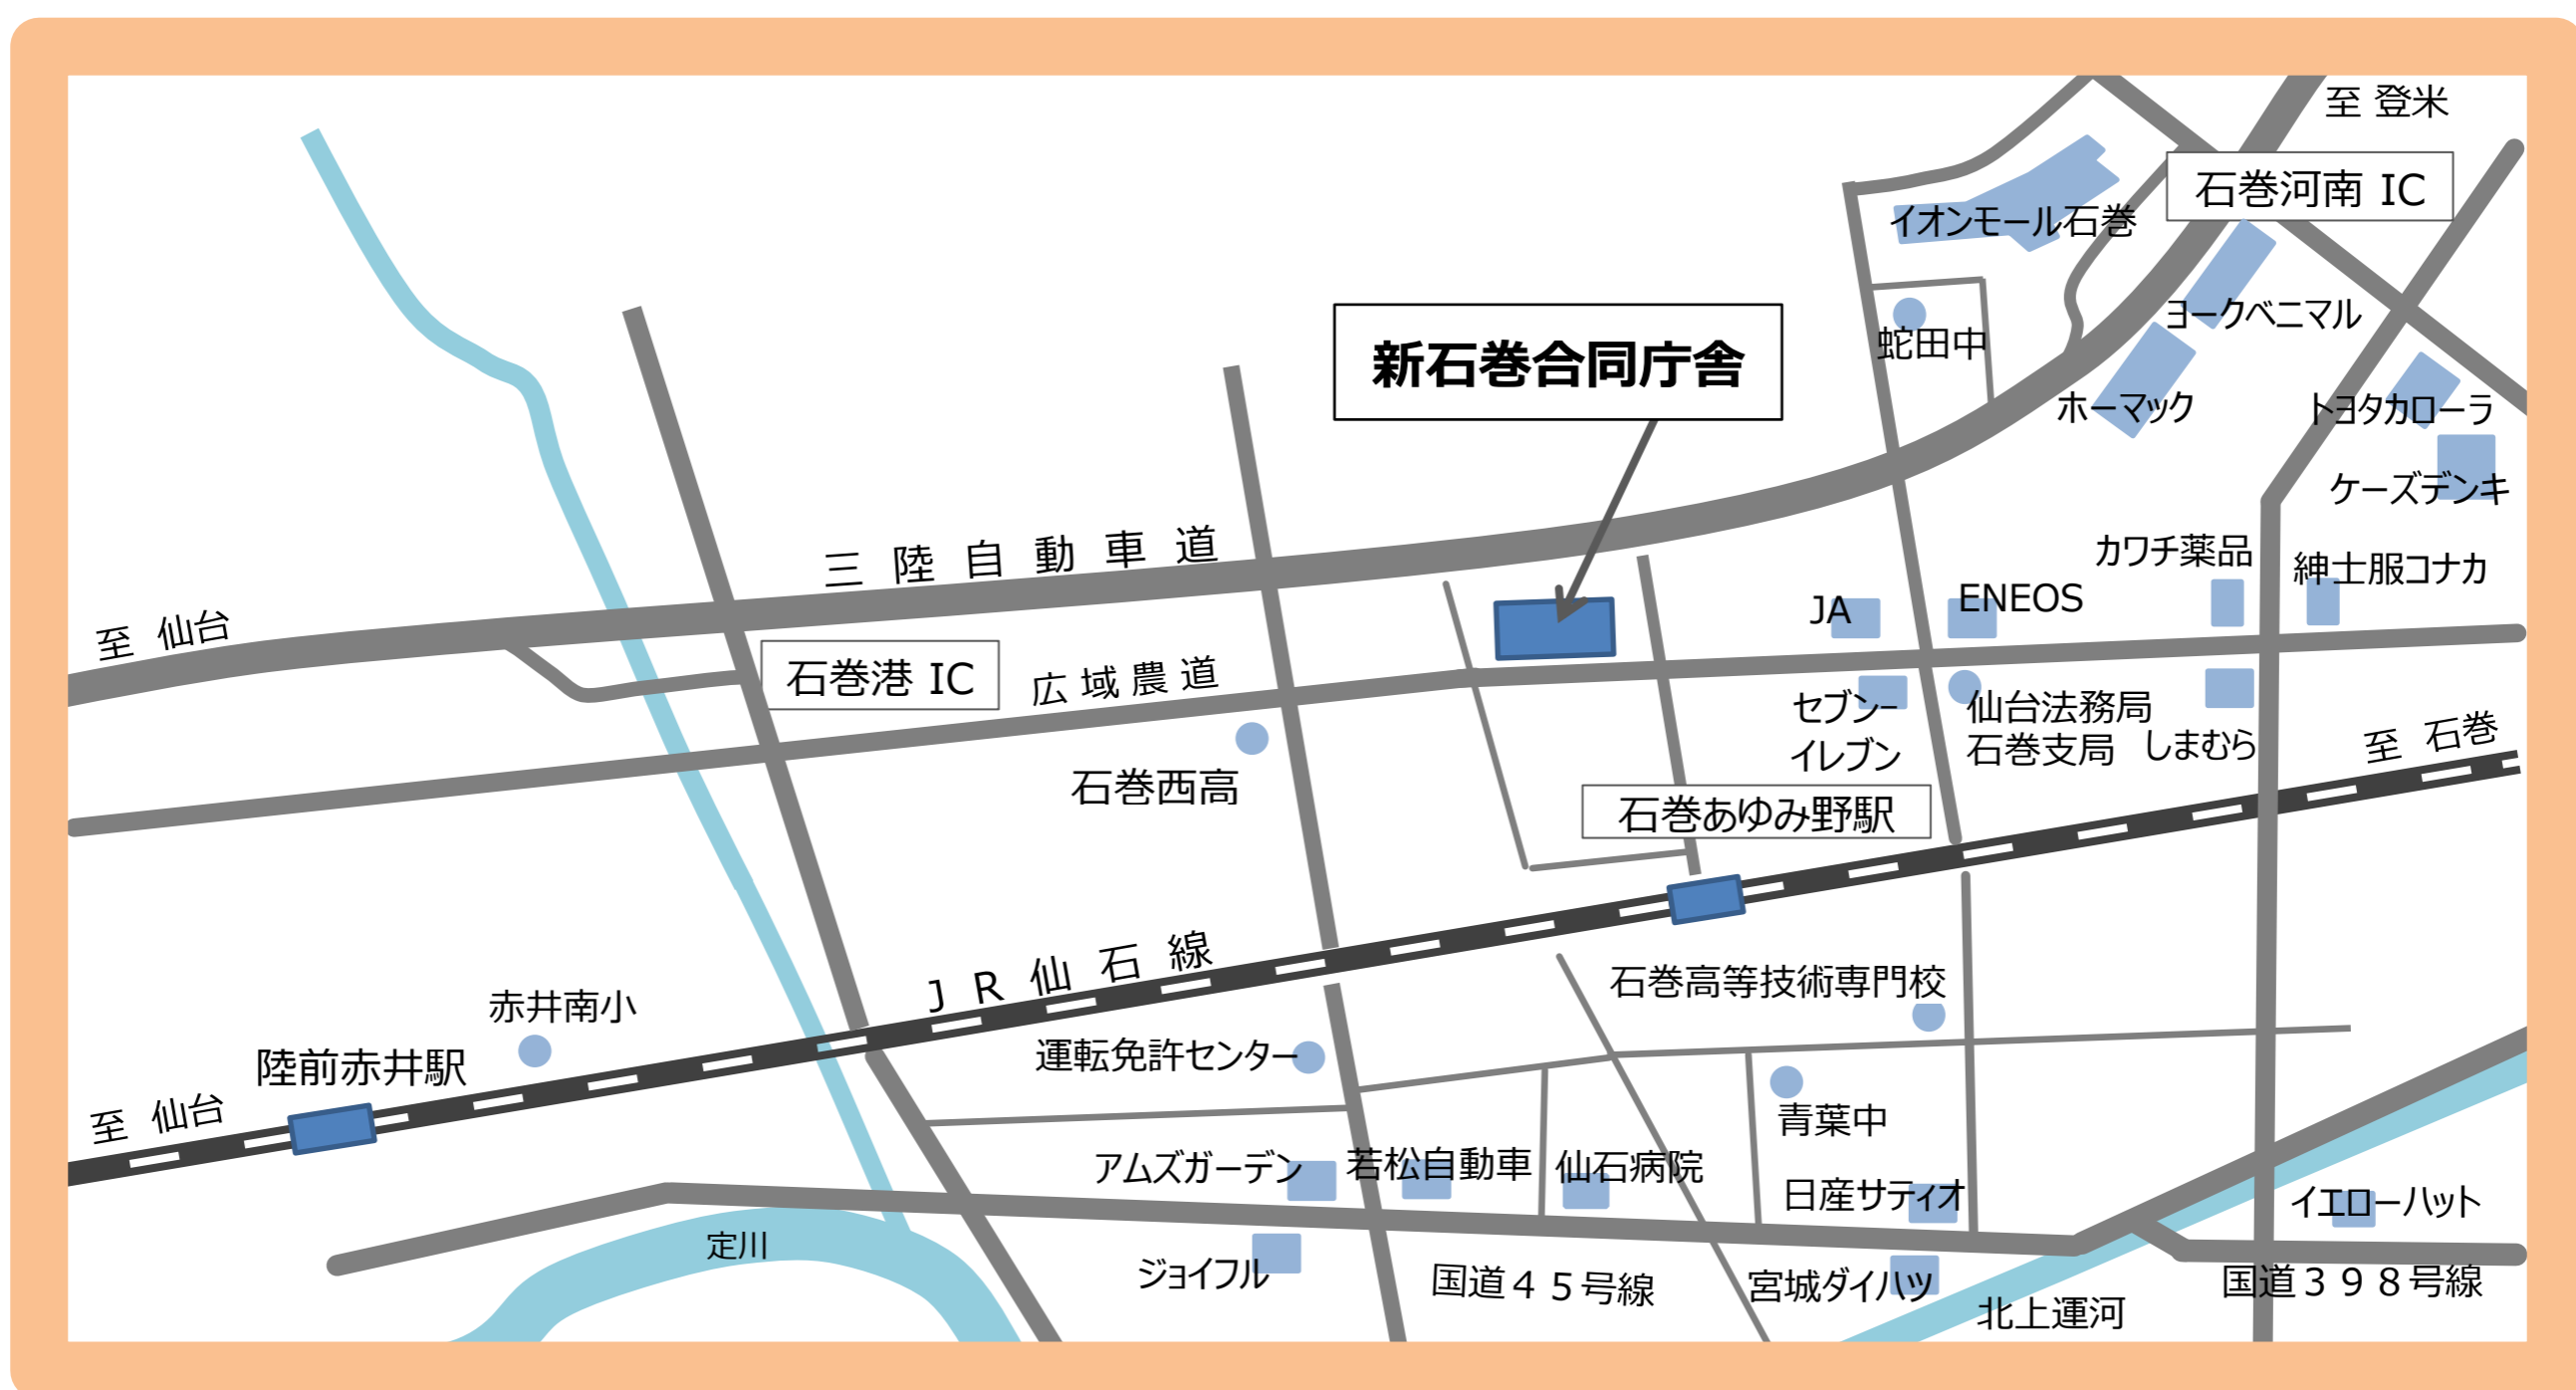 至 登米
石巻河南 IC
イオンモール石巻
ヨークベニマル
蛇田中
新石巻合同庁舎
ホーマック
トヨタカローラ
ケーズデンキ
三陸自動車道
カワチ薬品
紳士服コナカ
至 仙台
JA
ENEOS
石巻港 IC
広域農道
セブン-
イレブン
仙台法務局
石巻支局
しまむら
至 石巻
石巻西高
石巻あゆみ野駅
JR仙石線
石巻高等技術専門校
赤井南小
陸前赤井駅
運転免許センター
至 仙台
青葉中
アムズガーデン
若松自動車
仙石病院
日産サティオ
イエローハット
定川
ジョイフル
国道45号線
宮城ダイハツ
北上運河
国道398号線